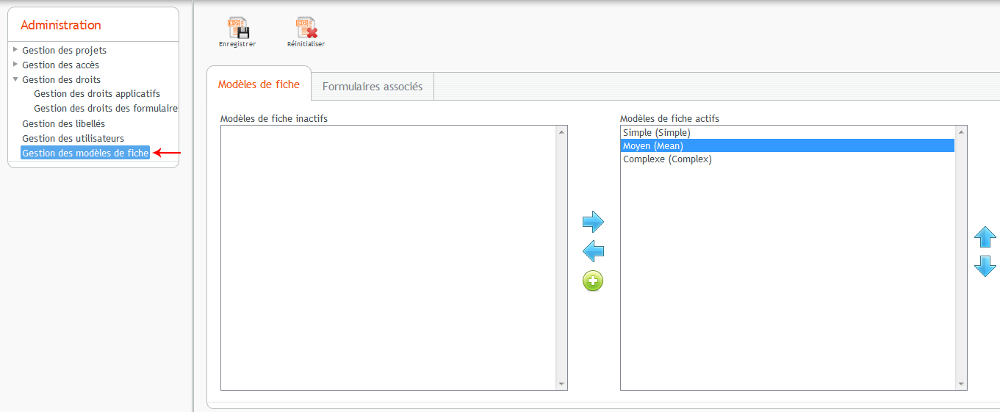 Administration
Gestion des projets
Gestion des accès
Gestion des droits
Gestion des droits applicatifs
Gestion des droits des formulaire
Gestion des libellés
Gestion des utilisateurs
Gestion des modèles de fiche
EDS EDS
Enregistrer Réinitialiser
Modèles de fiche Formulaires associés
Modèles de fiche inactifs
Modèles de fiche actifs
Simple (Simple)
Moyen (Mean)
Complexe (Complex)